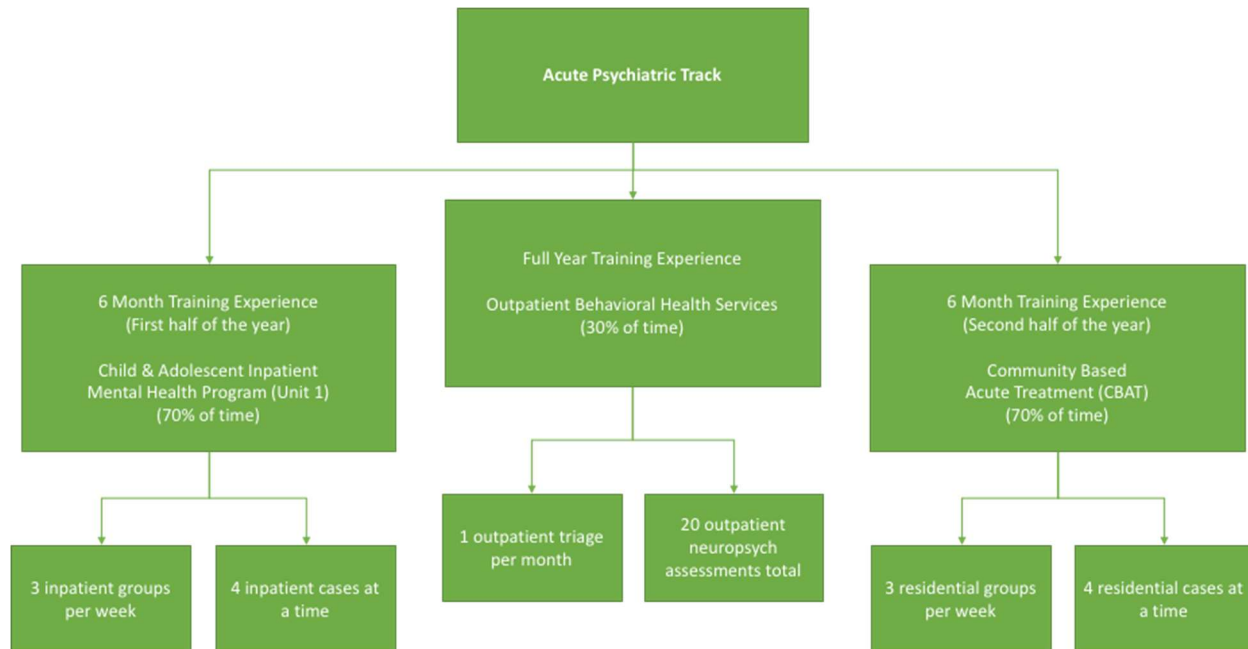 Acute Psychiatric Track
6 Month Training Experience
(First half of the year)
Child & Adolescent Inpatient
Mental Health Program (Unit 1)
(70% of time)
Full Year Training Experience
Outpatient Behavioral Health Services
(30% of time)
6 Month Training Experience
(Second half of the year)
Community Based
Acute Treatment (CBAT)
(70% of time)
3 inpatient groups
per week
4 inpatient cases at
a time
1 outpatient triage
per month
20 outpatient
neuropsych
assessments total
3 residential groups
per week
4 residential cases at
a time